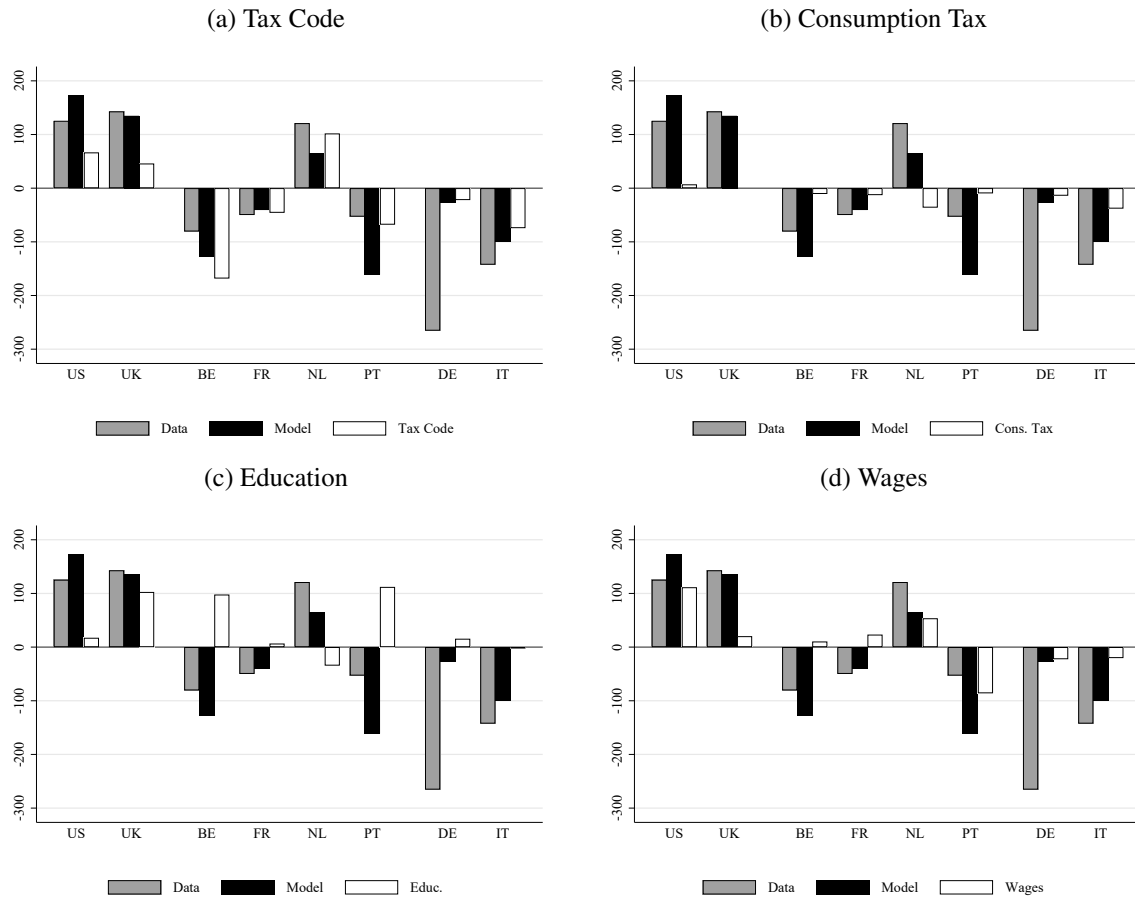 (a) Tax Code
200
100
0
-100
-200
-300
US UK BE FR NL PT DE IT
Data Model Tax Code
(b) Consumption Tax
200
100
0
-100
-200
-300
US UK BE FR NL PT DE IT
Data Model Cons. Tax
(c) Education
200
100
0
-100
-200
-300
US UK BE FR NL PT DE IT
Data Model Educ.
(d) Wages
200
100
0
-100
-200
-300
US UK BE FR NL PT DE IT
Data Model Wages